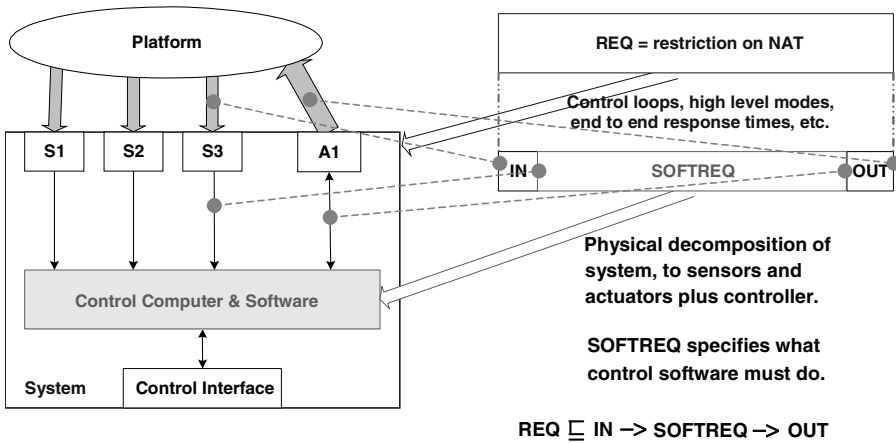 Platform
REQ = restriction on NAT
Control loops, high level modes,
end to end response times, etc.
S1 S2 S3 A1
IN SOFTREQ OUT
Physical decomposition of
system, to sensors and
actuators plus controller.
Control Computer & Software
SOFTREQ specifies what
control software must do.
System Control Interface
REQ ⊑ IN –> SOFTREQ –> OUT